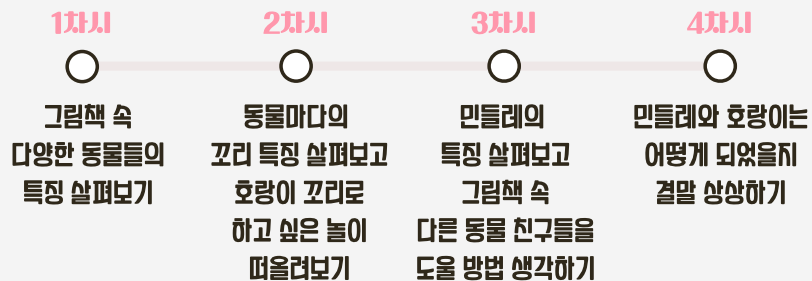 1차시
그림책 속
다양한 동물들의
특징 살펴보기
2차시
동물마다의
꼬리 특징 살펴보고
호랑이 꼬리로
하고 싶은 놀이
떠올려보기
3차시
민들레의
특징 살펴보고
그림책 속
다른 동물 친구들을
도울 방법 생각하기
4차시
민들레와 호랑이는
어떻게 되었을지
결말 상상하기